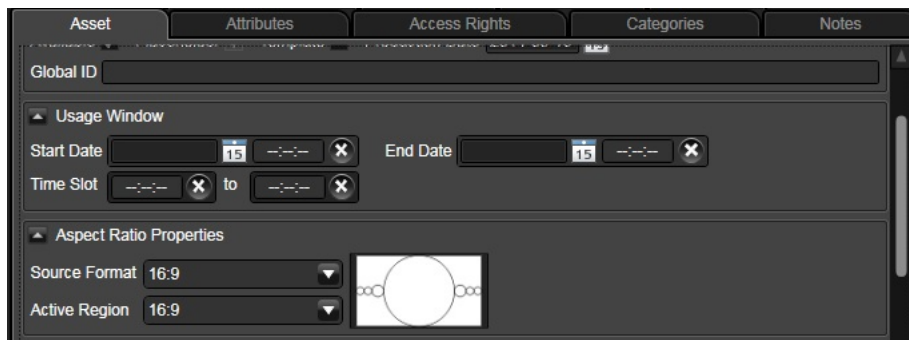 Asset Attributes Access Rights Categories Notes
Global ID
Usage Window
Start Date 15 --:--:-- End Date 15 --:--:--
Time Slot --:--:-- to --:--:--
Aspect Ratio Properties
Source Format 16:9
Active Region 16:9